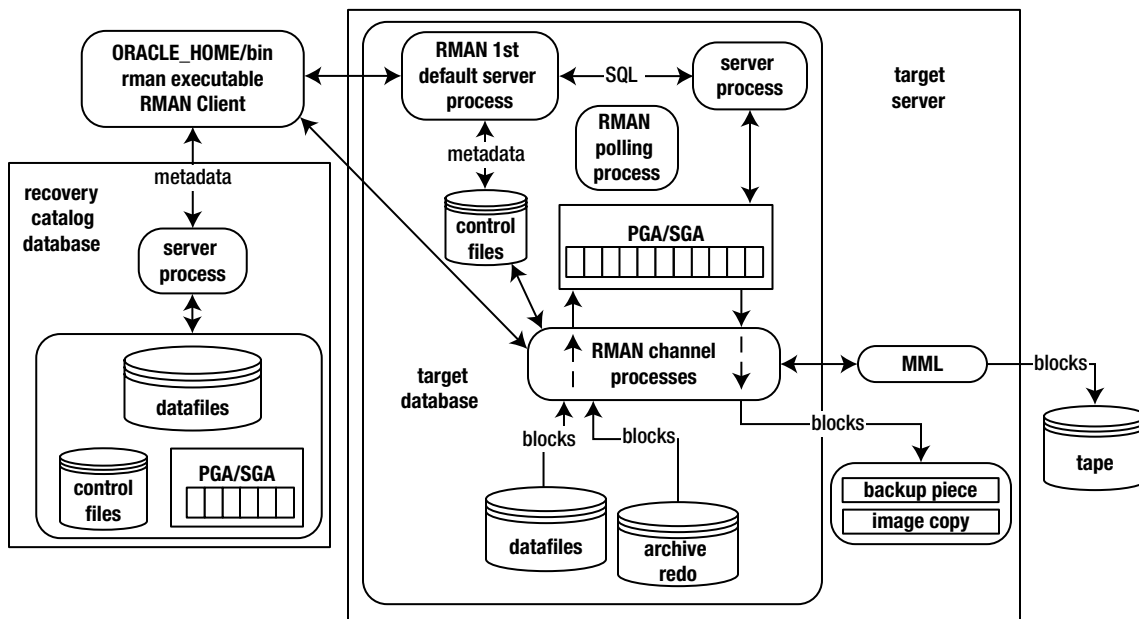 ORACLE_HOME/bin
rman executable
RMAN Client
RMAN 1st
default server
process
SQL
server
process
target
server
RMAN
polling
process
metadata
control
files
PGA/SGA
metadata
recovery
catalog
database
server
process
datafiles
control
files
PGA/SGA
RMAN channel
processes
MML
blocks
tape
target
database
blocks
blocks
blocks
datafiles
archive
redo
backup piece
image copy